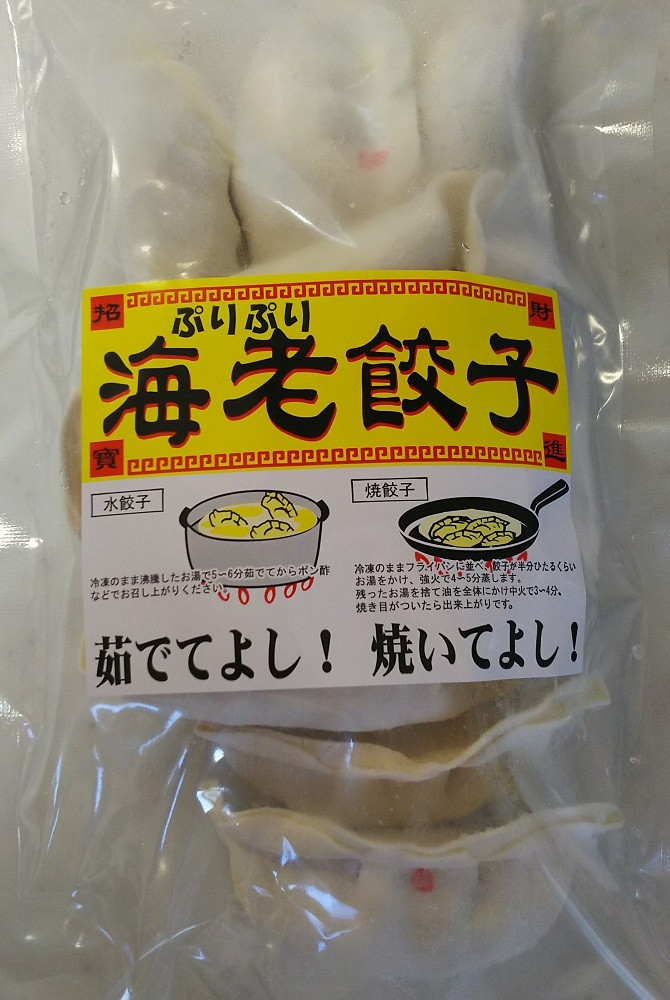 招 財
ぷりぷり
海老餃子
寶 進
水餃子
冷凍のまま沸騰したお湯で5~6分茹でてからポン酢
などでお召し上がりください。
茹でてよし!
焼餃子
冷凍のままフライパンに並べ、餃子が半分ひたるくらい
お湯をかけ、強火で4~5分蒸します。
残ったお湯を捨て油を全体にかけ中火で3~4分、
焼き目がついたら出来上がりです。
焼いてよし!